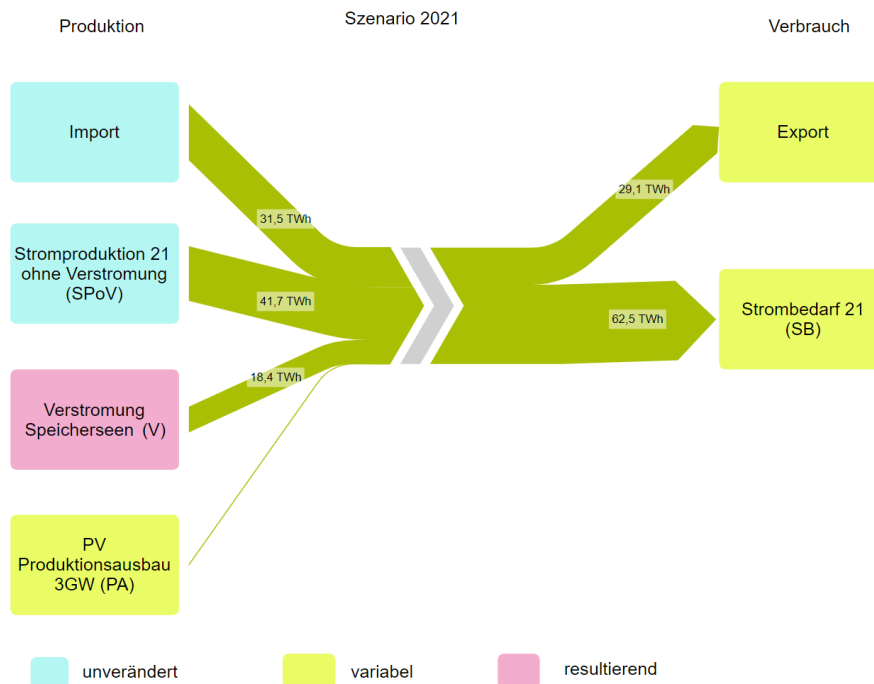 Szenario 2021
Produktion
Verbrauch
Import
Export
31,5 TWh
29,1 TWh
Stromproduktion 21
ohne Verstromung
(SPoV)
41,7 TWh
62,5 TWh
Strombedarf 21
(SB)
18,4 TWh
Verstromung
Speicherseen (V)
PV
Produktionsausbau
3GW (PA)
unverändert
variabel
resultierend